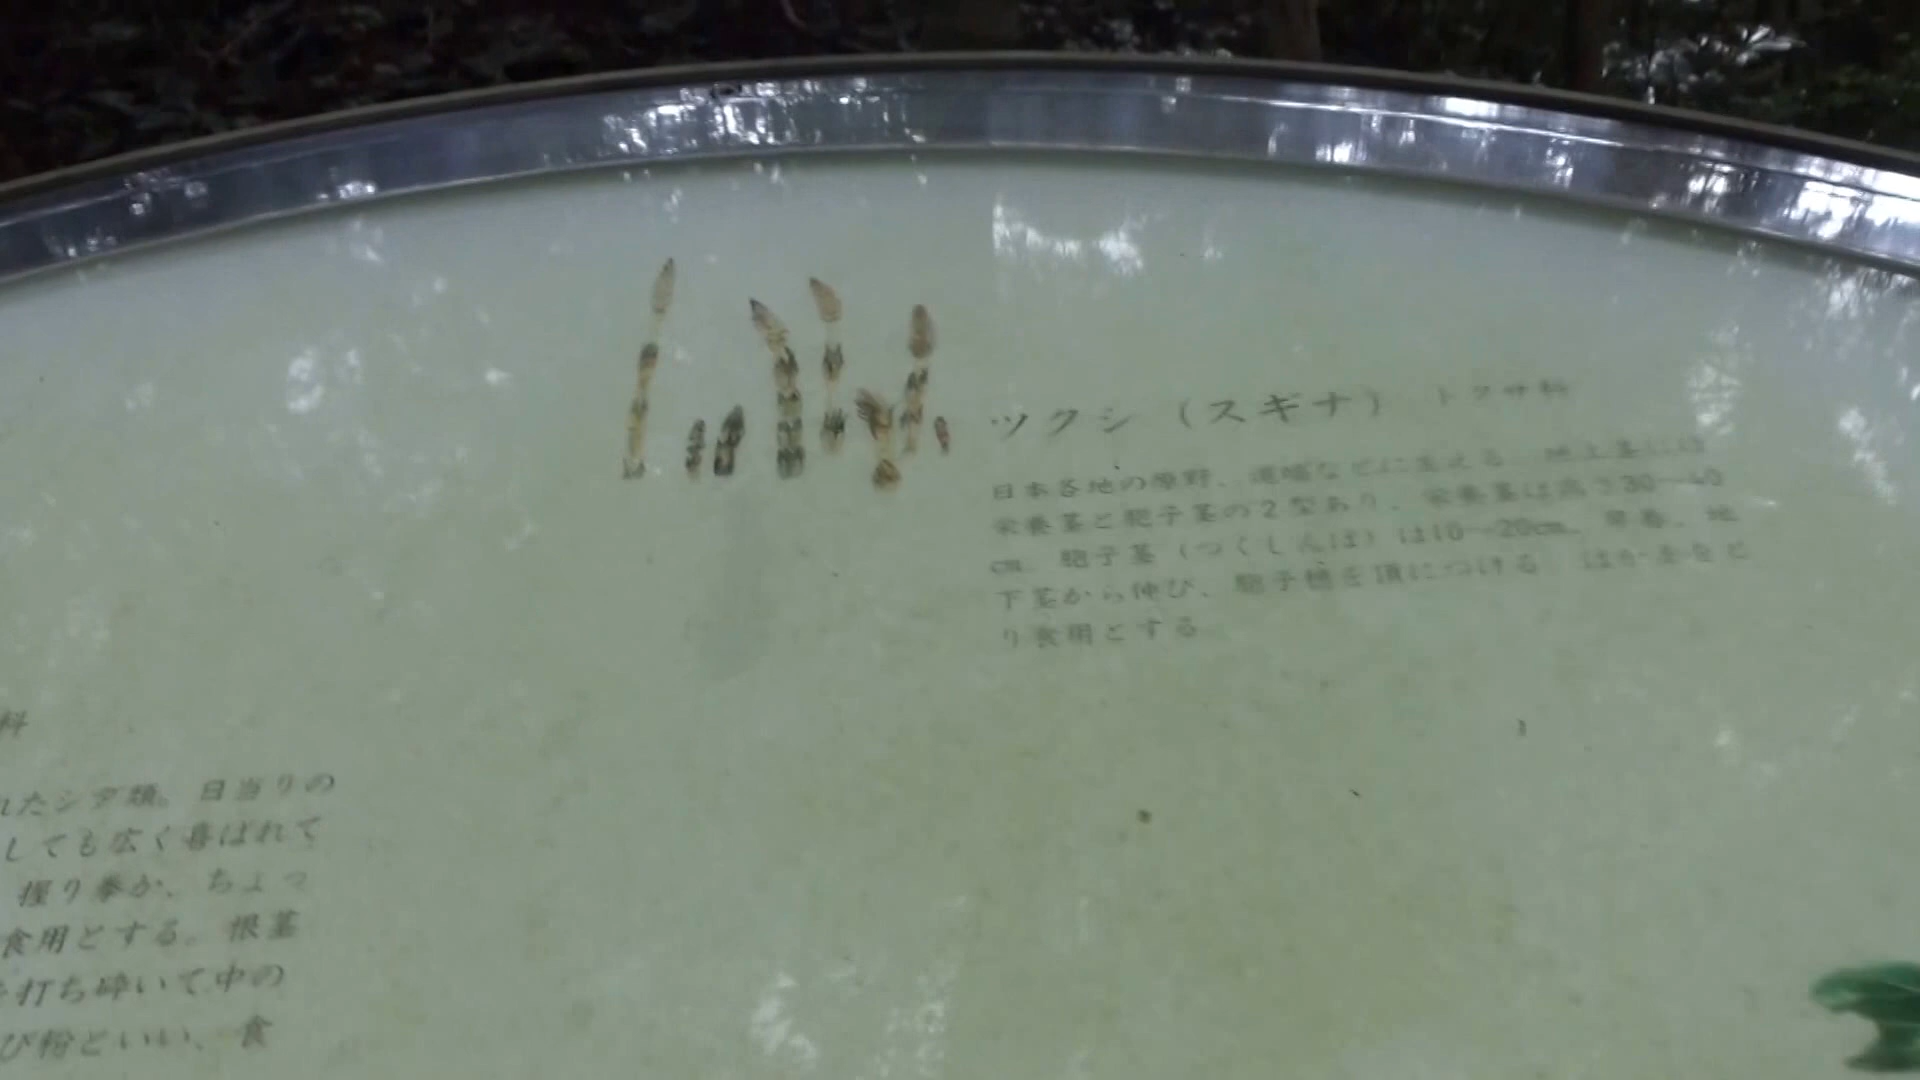 ツクシ（スギナ） トクサ科
日本各地の原野、道端などに生える 地上茎には
栄養茎と胞子茎の2型あり、栄養茎は高さ30〜40
cm 胞子茎（つくしんぼ）は10〜20cm、早春、地
下茎から伸び、胞子穂を頂につける はかまをと
り食用とする
科
れたシダ類。日当りの
しても広く喜ばれて
握り拳か、ちょっ
食用とする。根茎
打ち砕いて中の
び粉といい、食